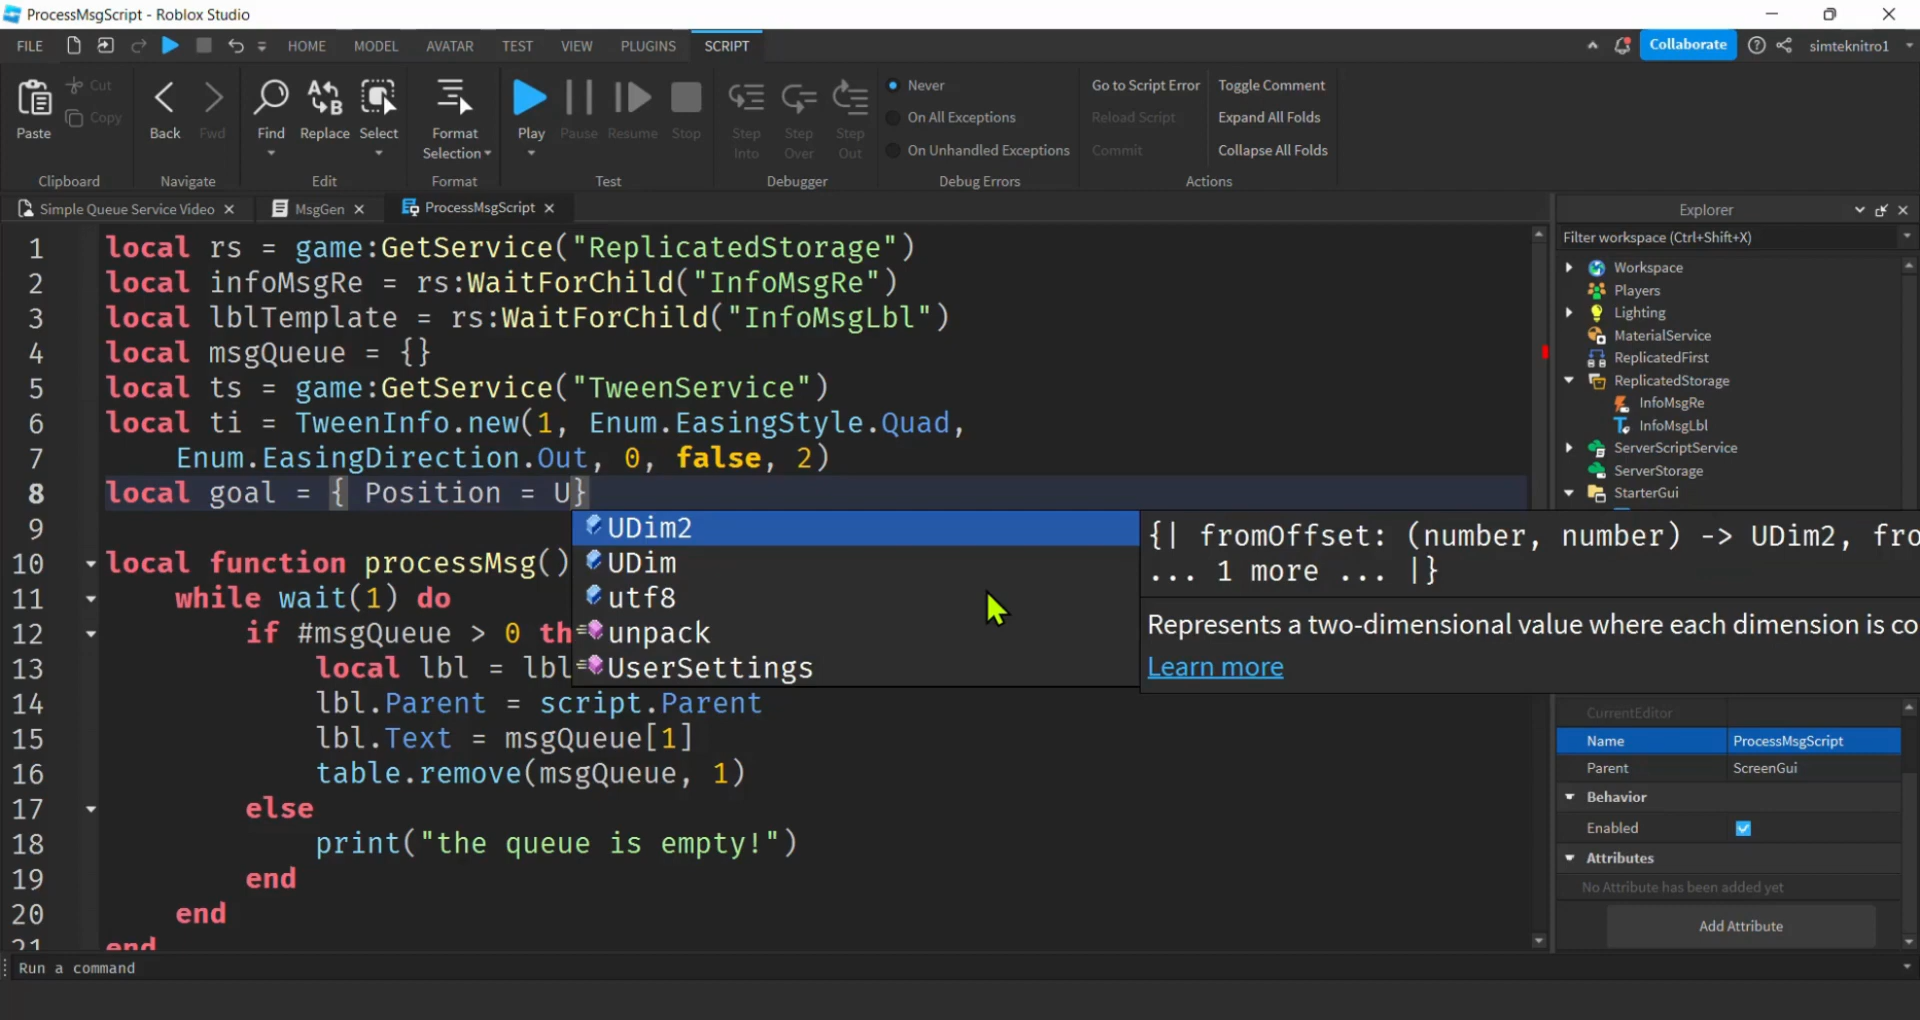 ProcessMsgScript - Roblox Studio
FILE HOME MODEL AVATAR TEST VIEW PLUGINS SCRIPT Collaborate simteknitro1
Paste
Cut
Copy
Back
Fwd
Find
Replace
Select
Format
Selection
Play
Pause
Resume
Stop
Step
Into
Step
Over
Step
Out
Never
On All Exceptions
On Unhandled Exceptions
Go to Script Error
Reload Script
Commit
Toggle Comment
Expand All Folds
Collapse All Folds
Clipboard Navigate Edit Format Test Debugger Debug Errors Actions
Simple Queue Service Video MsgGen ProcessMsgScript
1 local rs = game:GetService("ReplicatedStorage")
2 local infoMsgRe = rs:WaitForChild("InfoMsgRe")
3 local lblTemplate = rs:WaitForChild("InfoMsgLbl")
4 local msgQueue = {}
5 local ts = game:GetService("TweenService")
6 local ti = TweenInfo.new(1, Enum.EasingStyle.Quad,
7 Enum.EasingDirection.Out, 0, false, 2)
8 local goal = { Position = U}
9
10 local function processMsg()
11 while wait(1) do
12 if #msgQueue > 0 th
13 local lbl = lbl
14 lbl.Parent = script.Parent
15 lbl.Text = msgQueue[1]
16 table.remove(msgQueue, 1)
17 else
18 print("the queue is empty!")
19 end
20 end
21 end
UDim2
UDim
utf8
unpack
UserSettings
{| fromOffset: (number, number) -> UDim2, fro
... 1 more ... |}
Represents a two-dimensional value where each dimension is co
Learn more
Explorer
Filter workspace (Ctrl+Shift+X)
Workspace
Players
Lighting
MaterialService
ReplicatedFirst
ReplicatedStorage
InfoMsgRe
InfoMsgLbl
ServerScriptService
ServerStorage
StarterGui
CurrentEditor
Name ProcessMsgScript
Parent ScreenGui
Behavior
Enabled
Attributes
No Attribute has been added yet
Add Attribute
Run a command